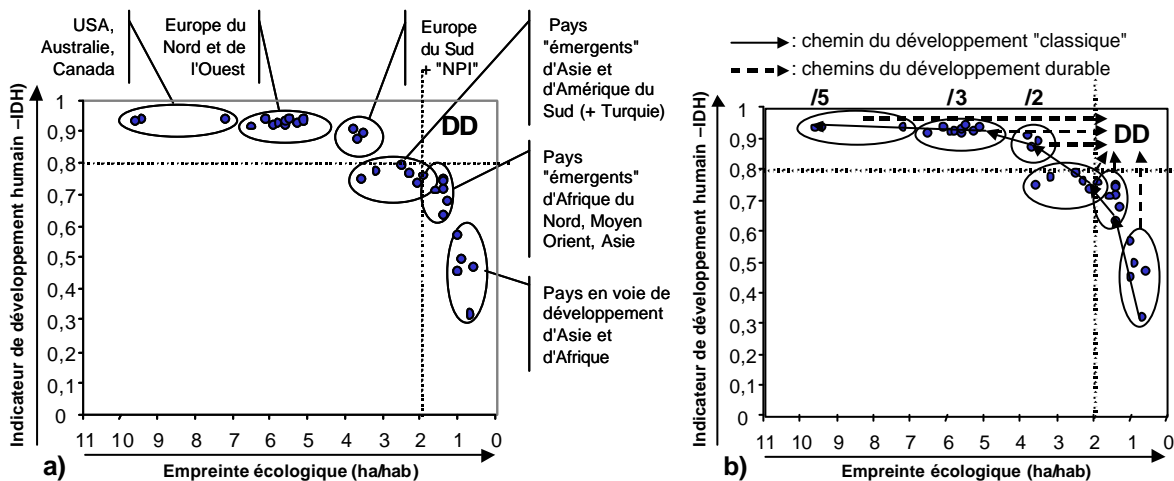 USA,
Australie,
Canada
Europe du
Nord et de
l'Ouest
Europe
du Sud
+ "NPI"
Pays
"émergents"
d'Asie et
d'Amérique du
Sud (+ Turquie)
Pays
"émergents"
d'Afrique du
Nord, Moyen
Orient, Asie
Pays en voie de
développement
d'Asie et
d'Afrique
DD
Indicateur de développement humain –IDH)
1
0,9
0,8
0,7
0,6
0,5
0,4
0,3
0,2
0,1
0
11 10 9 8 7 6 5 4 3 2 1 0
a)
Empreinte écologique (ha/hab)
: chemin du développement "classique"
: chemins du développement durable
/5 /3 /2
DD
Indicateur de développement humain –IDH)
1
0,9
0,8
0,7
0,6
0,5
0,4
0,3
0,2
0,1
0
11 10 9 8 7 6 5 4 3 2 1 0
b)
Empreinte écologique (ha/hab)